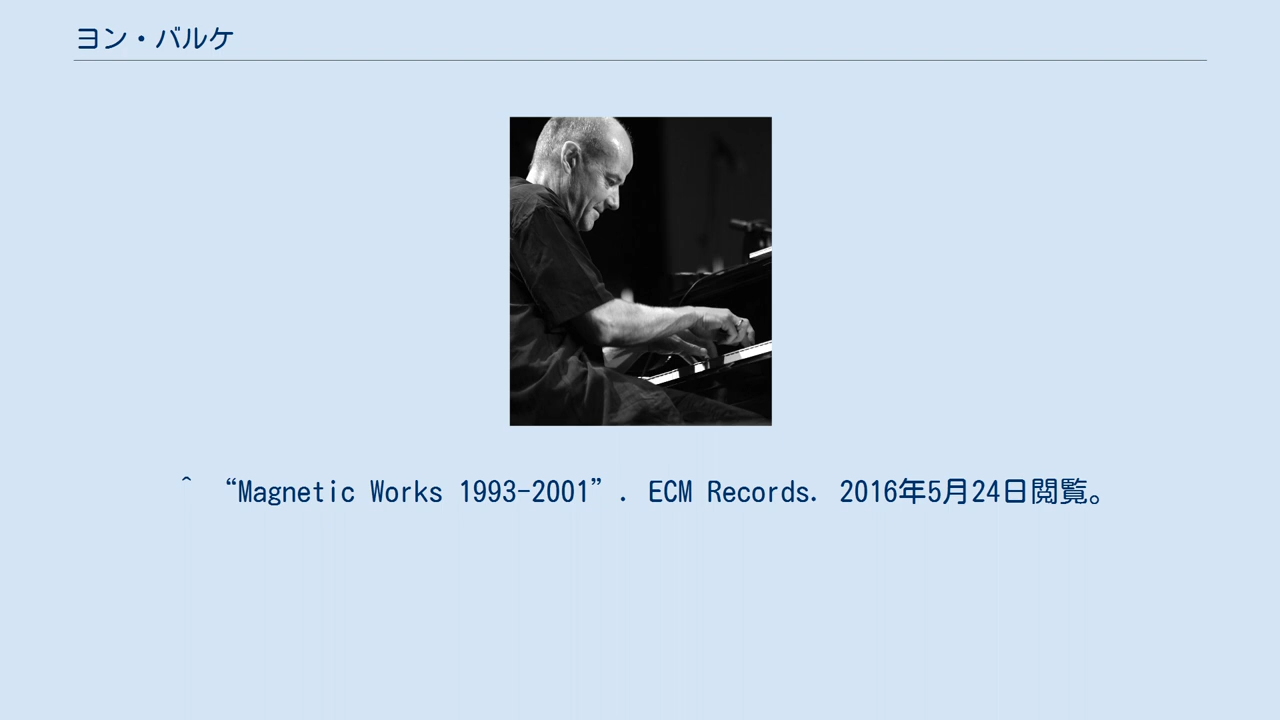 ヨン・バルケ
^ “Magnetic Works 1993-2001”. ECM Records. 2016年5月24日閲覧。